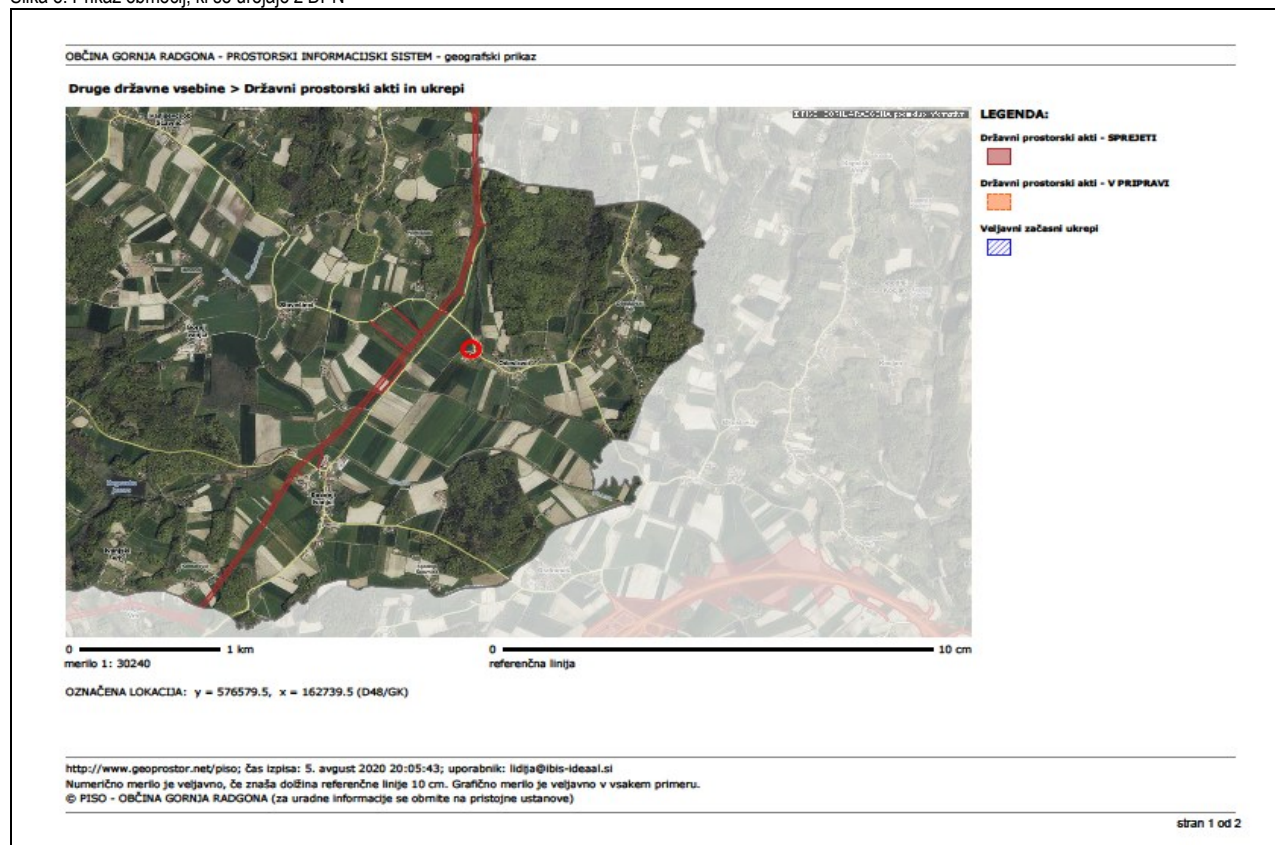 OBČINA GORNJA RADGONA - PROSTORSKI INFORMACIJSKI SISTEM - geografski prikaz
Druge državne vsebine > Državni prostorski akti in ukrepi
LEGENDA:
Državni prostorski akti - SPREJETI
Državni prostorski akti - V PRIPRAVI
Veljavni začasni ukrepi
0 1 km
merilo 1: 30240
0 10 cm
referenčna linija
OZNAČENA LOKACIJA: y = 576579.5, x = 162739.5 (D48/GK)
http://www.geoprostor.net/piso; čas izpisa: 5. avgust 2020 20:05:43; uporabnik: lidija@ibis-ideaal.si
Numerično merilo je veljavno, če znaša dolžina referenčne linije 10 cm. Grafično merilo je veljavno v vsakem primeru.
© PISO - OBČINA GORNJA RADGONA (za uradne informacije se obrnite na pristojne ustanove)
stran 1 od 2